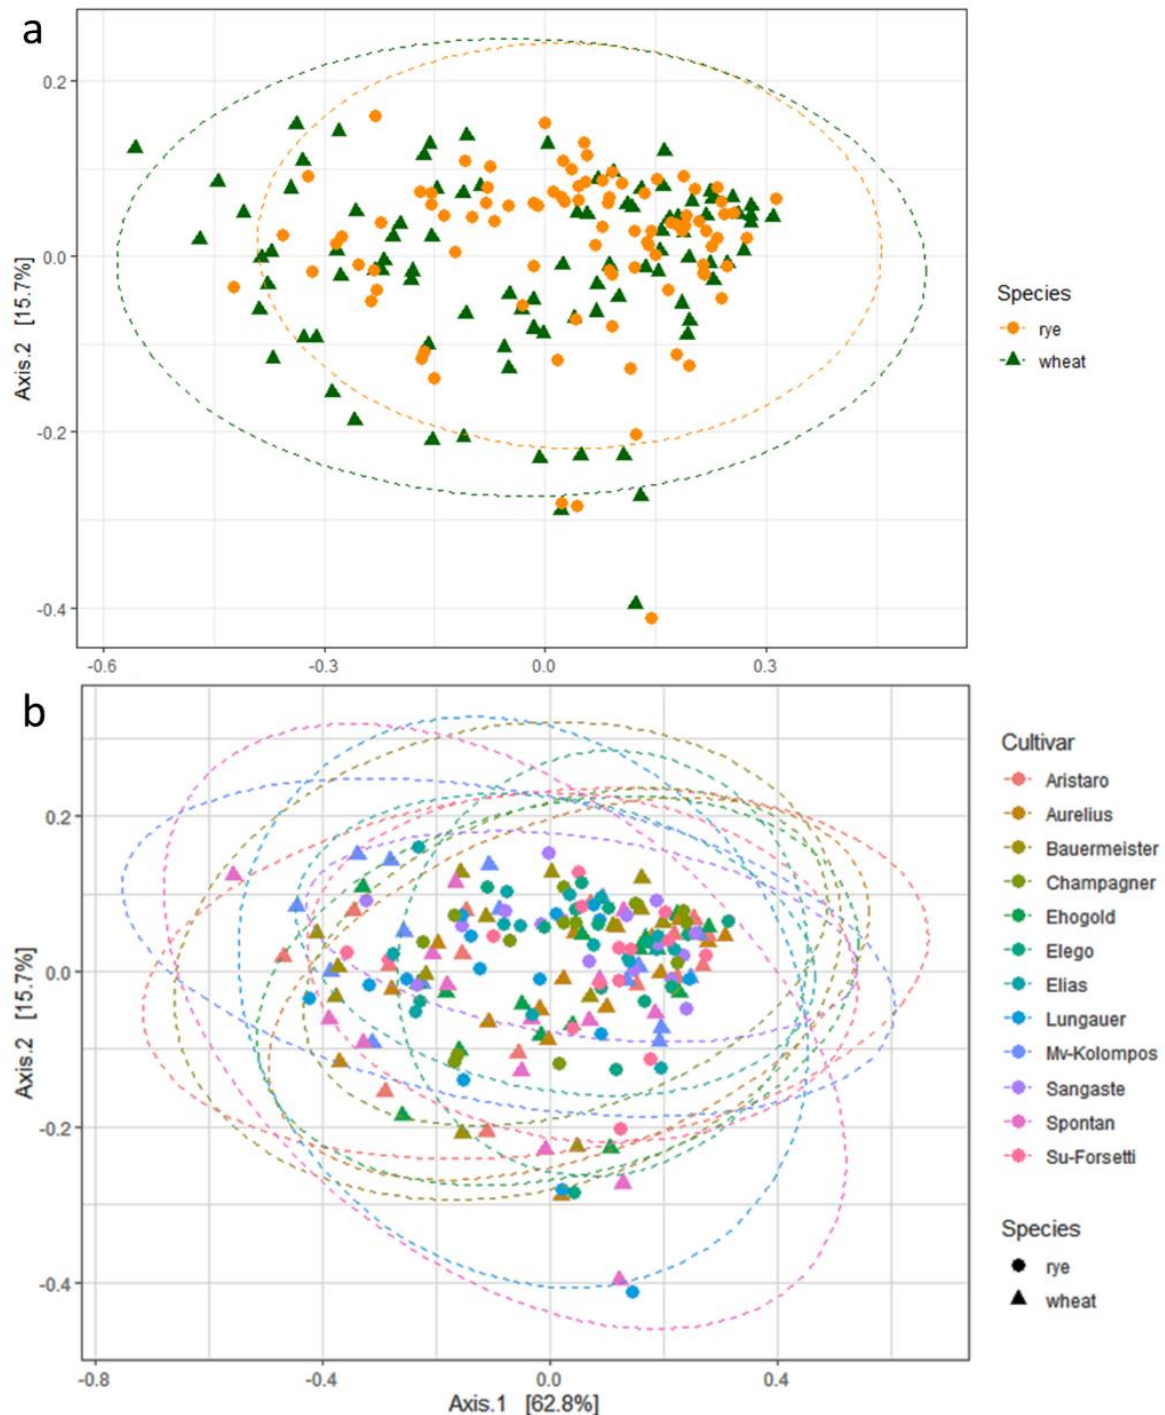 a
0.2
0.0
-0.2
-0.4
Axis.2 [15.7%]
-0.6 -0.3 0.0 0.3
Species
rye
wheat
b
0.2
0.0
-0.2
-0.4
Axis.2 [15.7%]
-0.8 -0.4 0.0 0.4
Axis.1 [62.8%]
Cultivar
Aristaro
Aurelius
Bauermeister
Champagner
Ehogold
Elego
Elias
Lungauer
Mv-Kolompos
Sangaste
Spontan
Su-Forsetti
Species
rye
wheat